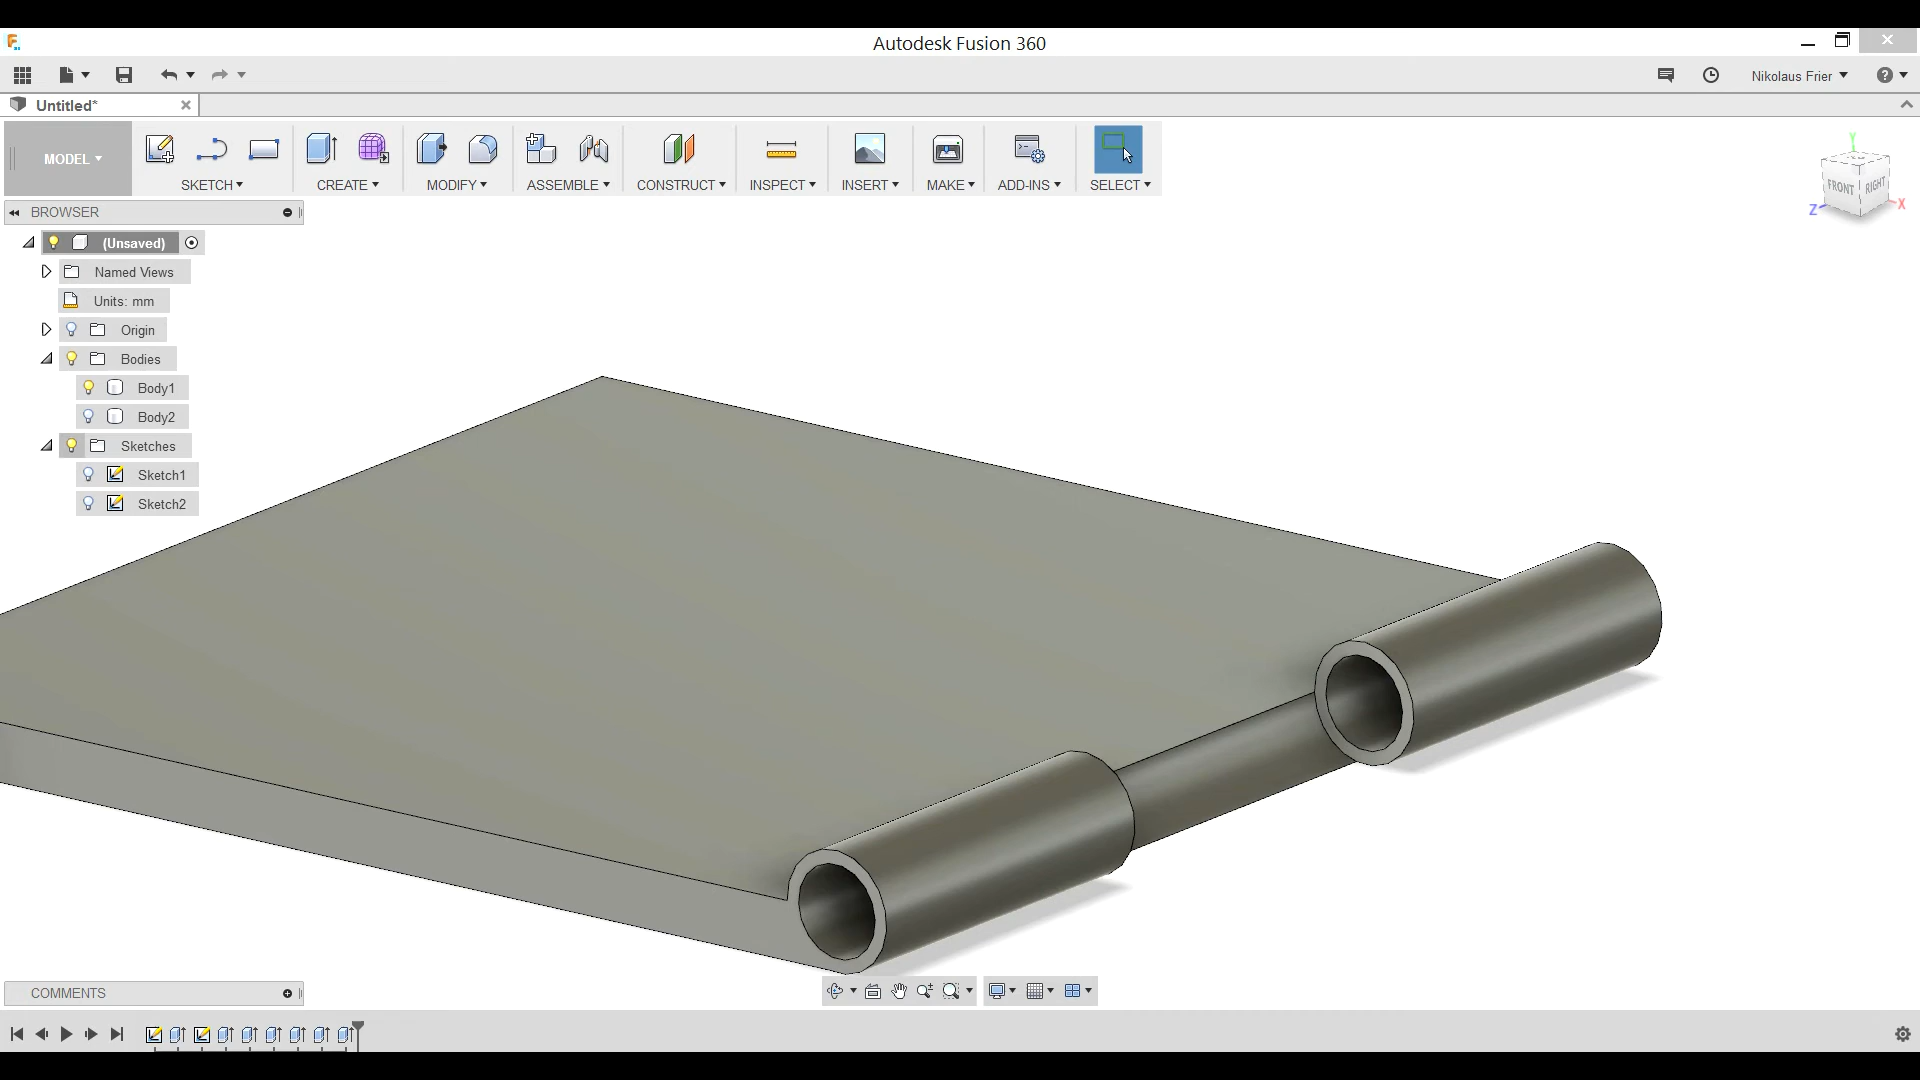 Autodesk Fusion 360
Nikolaus Frier
Untitled*
MODEL
SKETCH
CREATE
MODIFY
ASSEMBLE
CONSTRUCT
INSPECT
INSERT
MAKE
ADD-INS
SELECT
Y
FRONT
RIGHT
Z
X
BROWSER
(Unsaved)
Named Views
Units: mm
Origin
Bodies
Body1
Body2
Sketches
Sketch1
Sketch2
COMMENTS